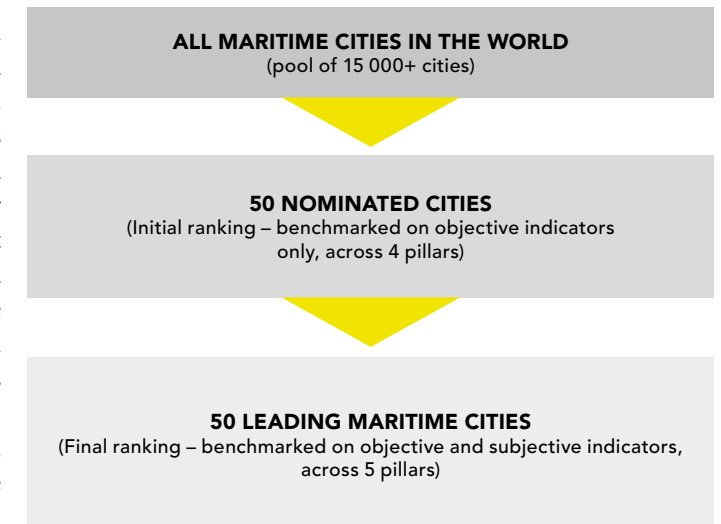 ALL MARITIME CITIES IN THE WORLD
(pool of 15 000+ cities)
50 NOMINATED CITIES
(Initial ranking – benchmarked on objective indicators
only, across 4 pillars)
50 LEADING MARITIME CITIES
(Final ranking – benchmarked on objective and subjective indicators,
across 5 pillars)